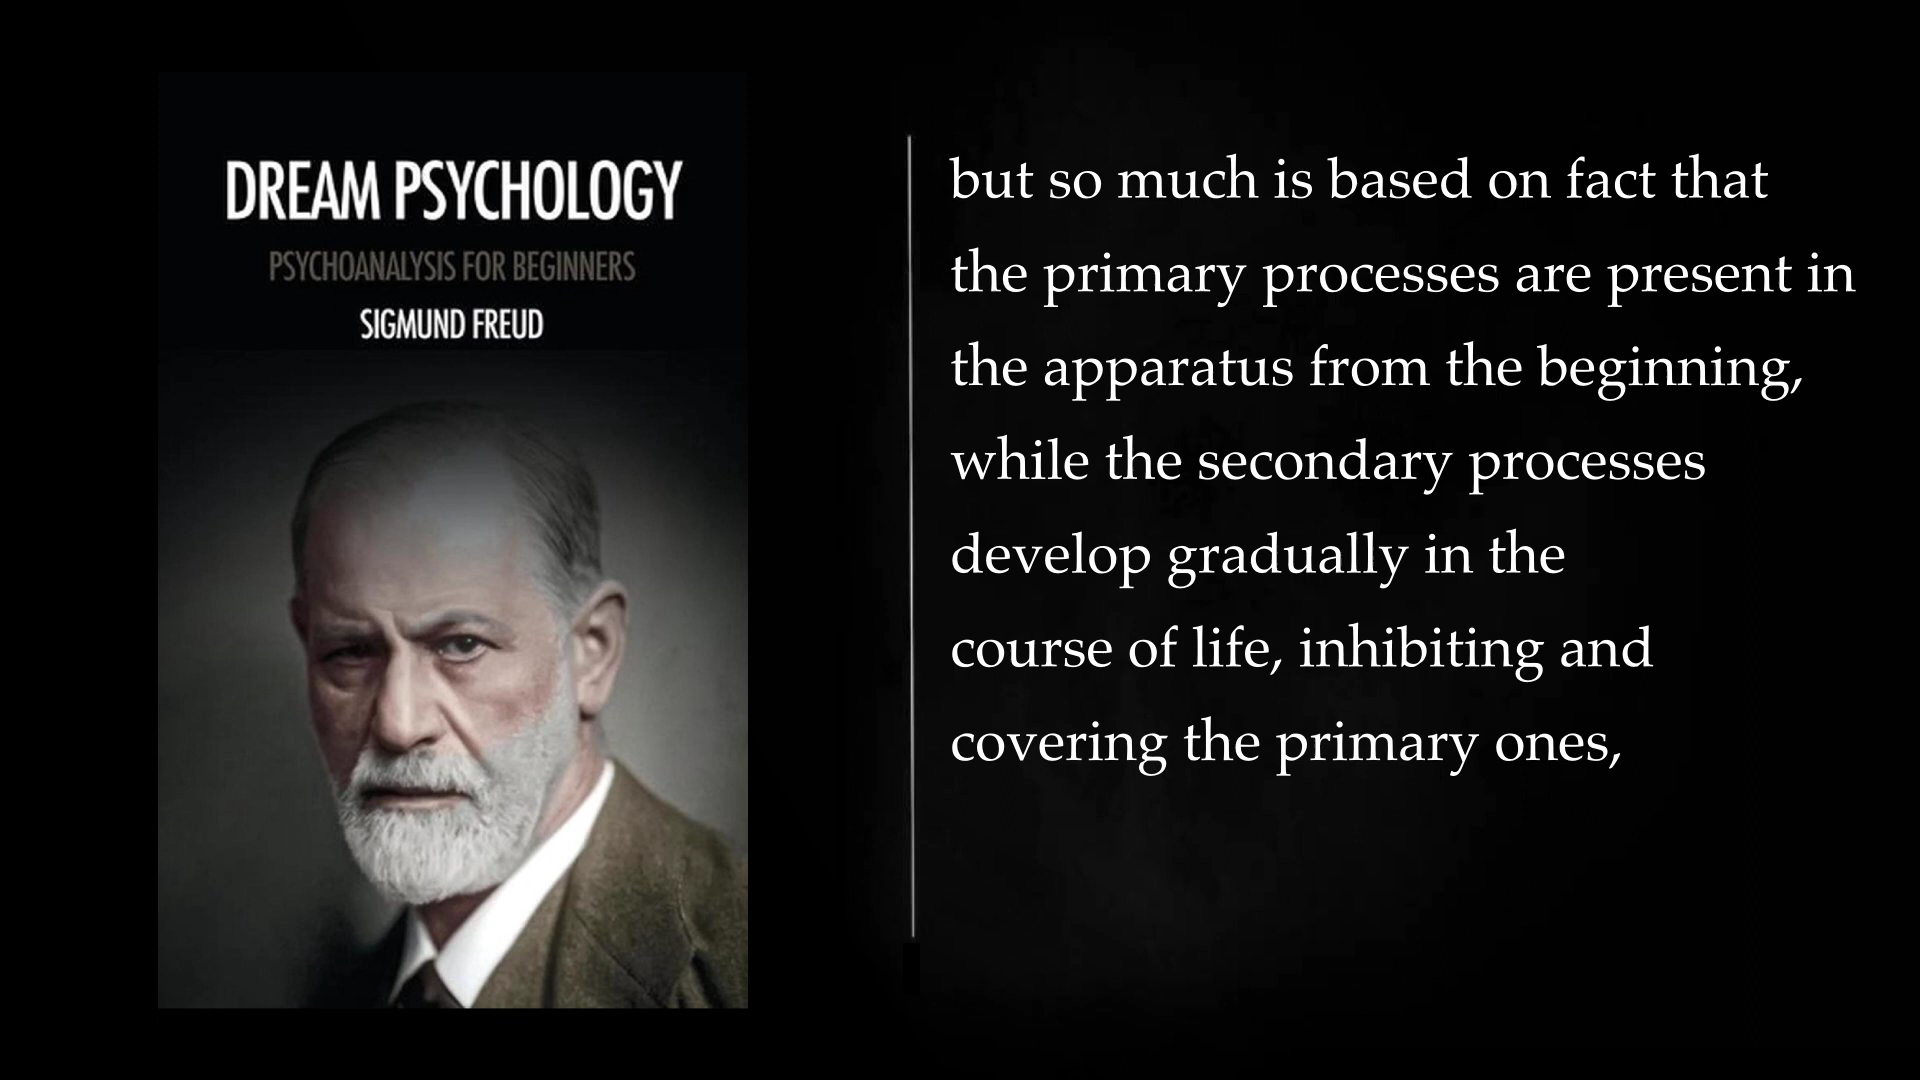 DREAM PSYCHOLOGY
PSYCHOANALYSIS FOR BEGINNERS
SIGMUND FREUD
but so much is based on fact that
the primary processes are present in
the apparatus from the beginning,
while the secondary processes
develop gradually in the
course of life, inhibiting and
covering the primary ones,